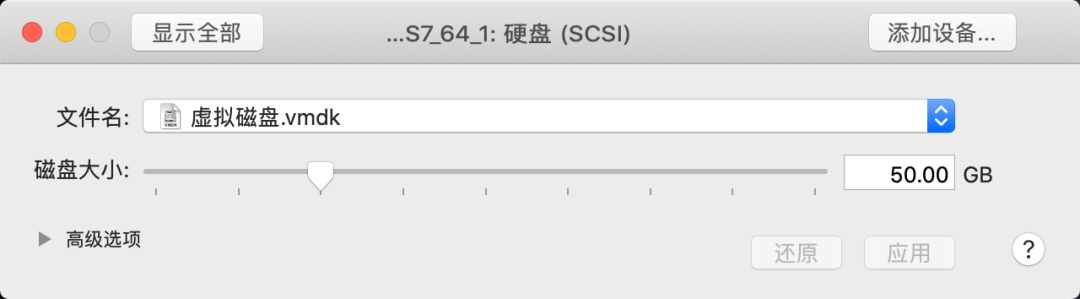 显示全部 ...S7_64_1: 硬盘 (SCSI) 添加设备...
文件名: 虚拟磁盘.vmdk
磁盘大小: 50.00 GB
高级选项
还原 应用 ?